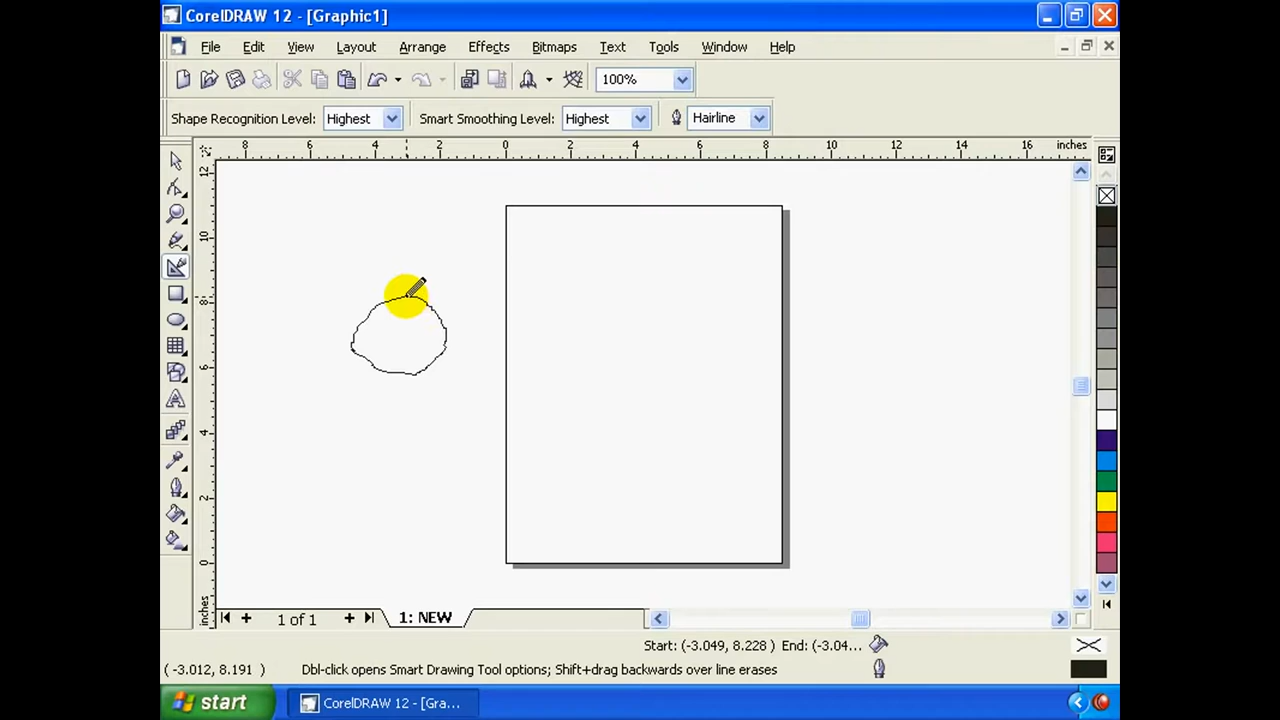 CorelDRAW 12 - [Graphic1]
File Edit View Layout Arrange Effects Bitmaps Text Tools Window Help
100%
Shape Recognition Level: Highest Smart Smoothing Level: Highest Hairline
8 6 4 2 0 2 4 6 8 10 12 14 16 inches
12
10
8
6
4
2
0
inches
1 of 1 1: NEW
Start: (-3.049, 8.228 ) End: (-3.04...
( -3.012, 8.191 ) Dbl-click opens Smart Drawing Tool options; Shift+drag backwards over line erases
start CorelDRAW 12 - [Gra...